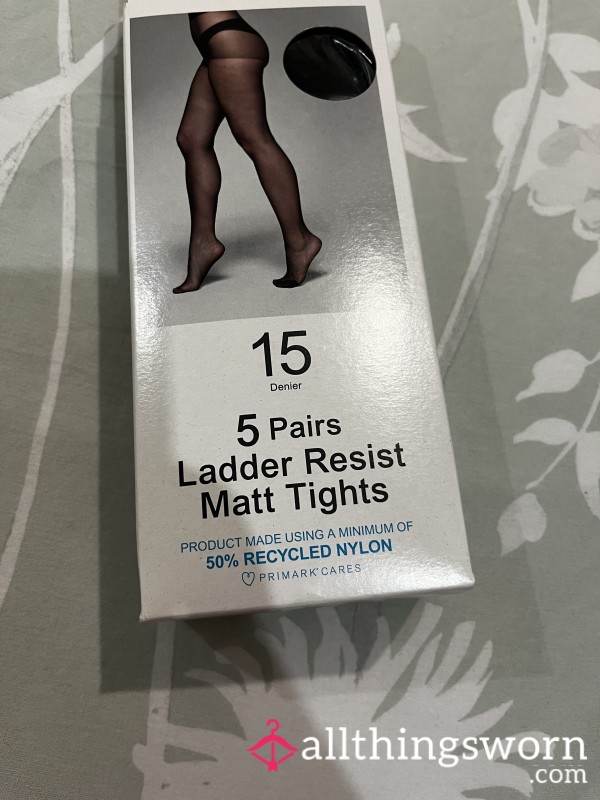 15
Denier
5 Pairs
Ladder Resist
Matt Tights
PRODUCT MADE USING A MINIMUM OF
50% RECYCLED NYLON
PRIMARK® CARES
allthingsworn
.com